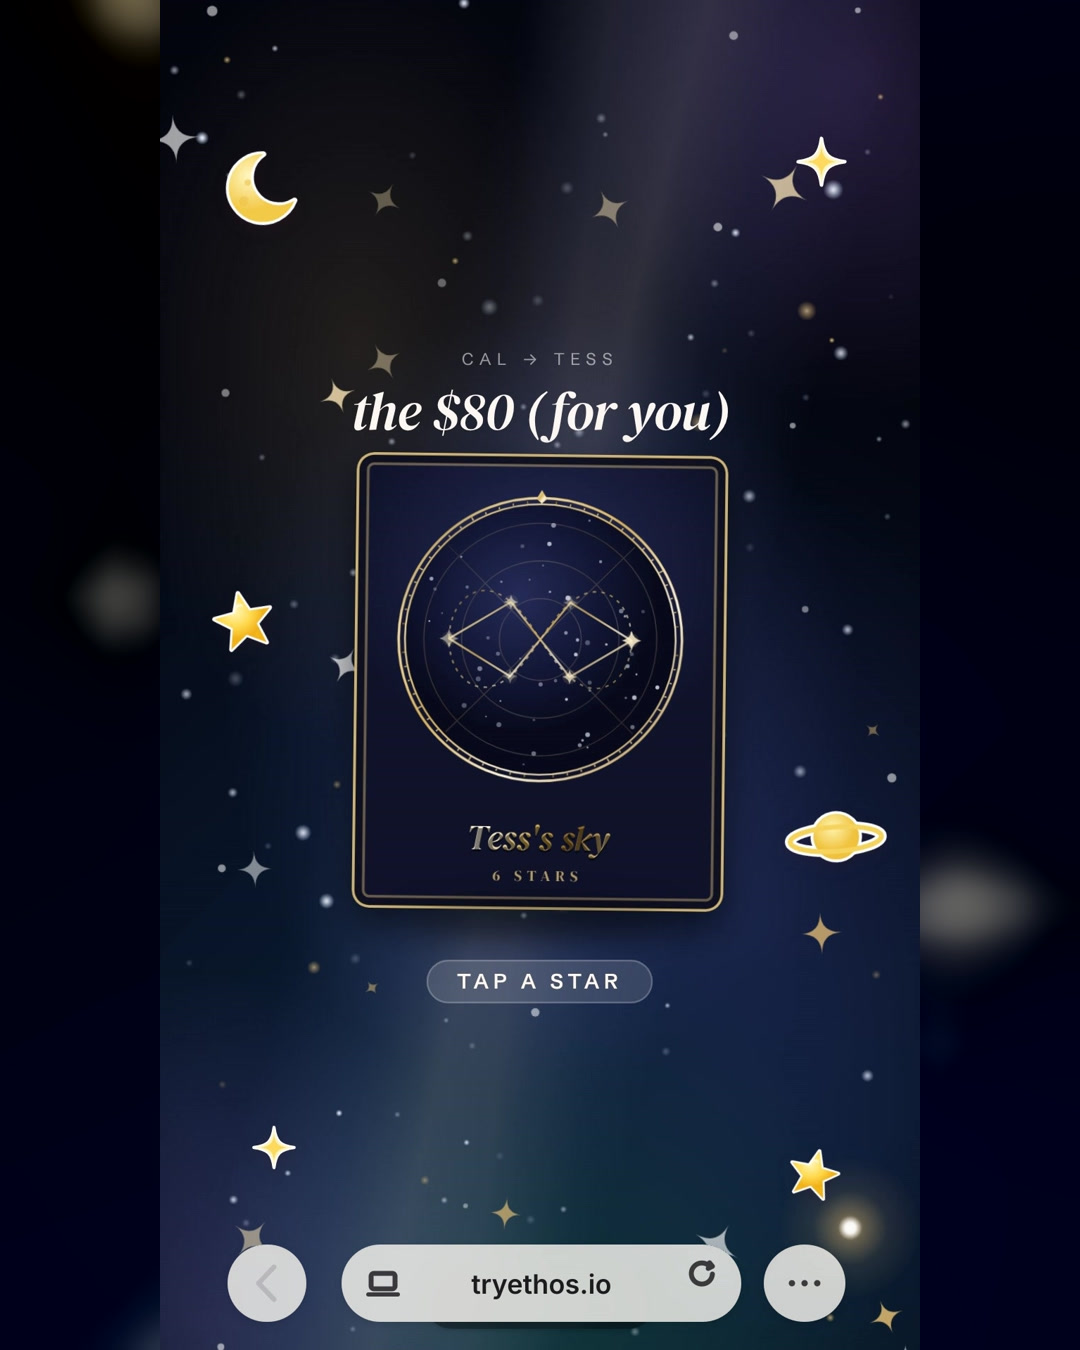 CAL → TESS
the $80 (for you)
Tess's sky
6 STARS
TAP A STAR
tryethos.io